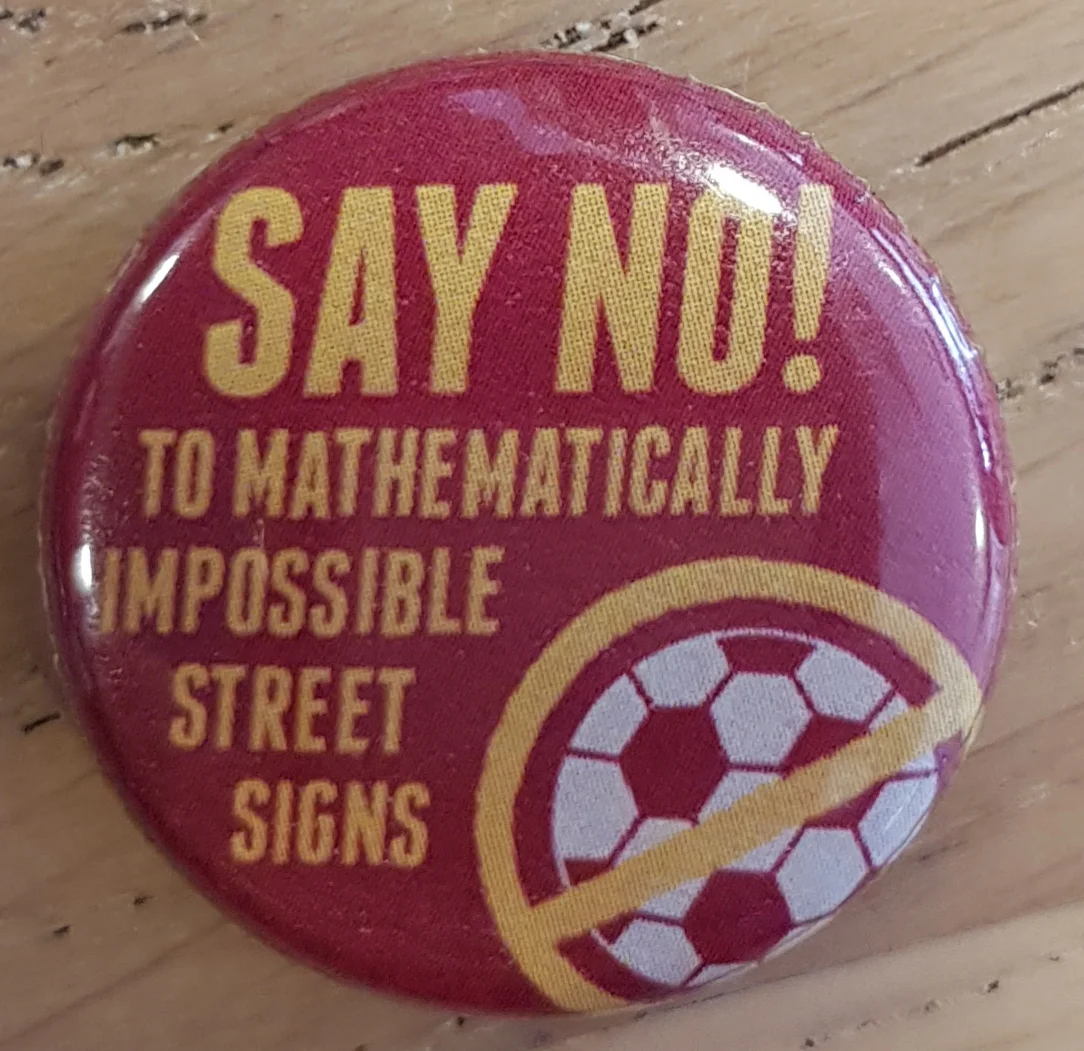 SAY NO!
TO MATHEMATICALLY
IMPOSSIBLE
STREET
SIGNS